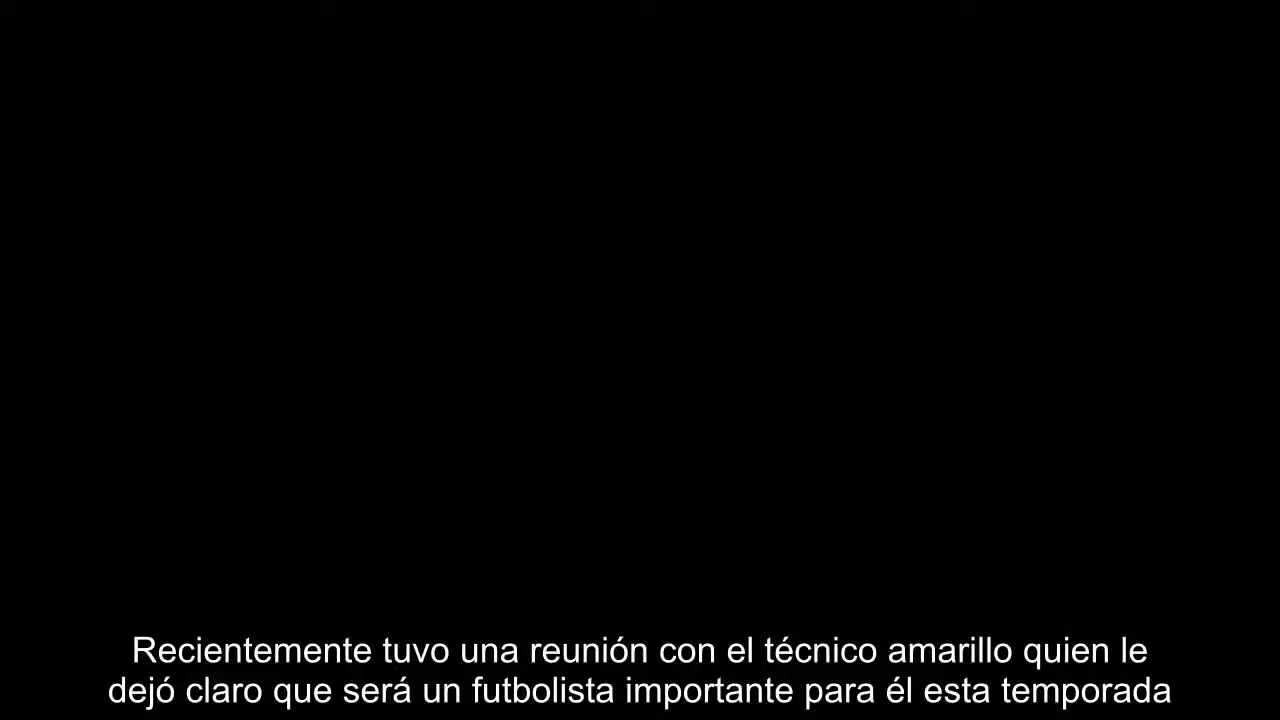 Recientemente tuvo una reunión con el técnico amarillo quien le
dejó claro que será un futbolista importante para él esta temporada